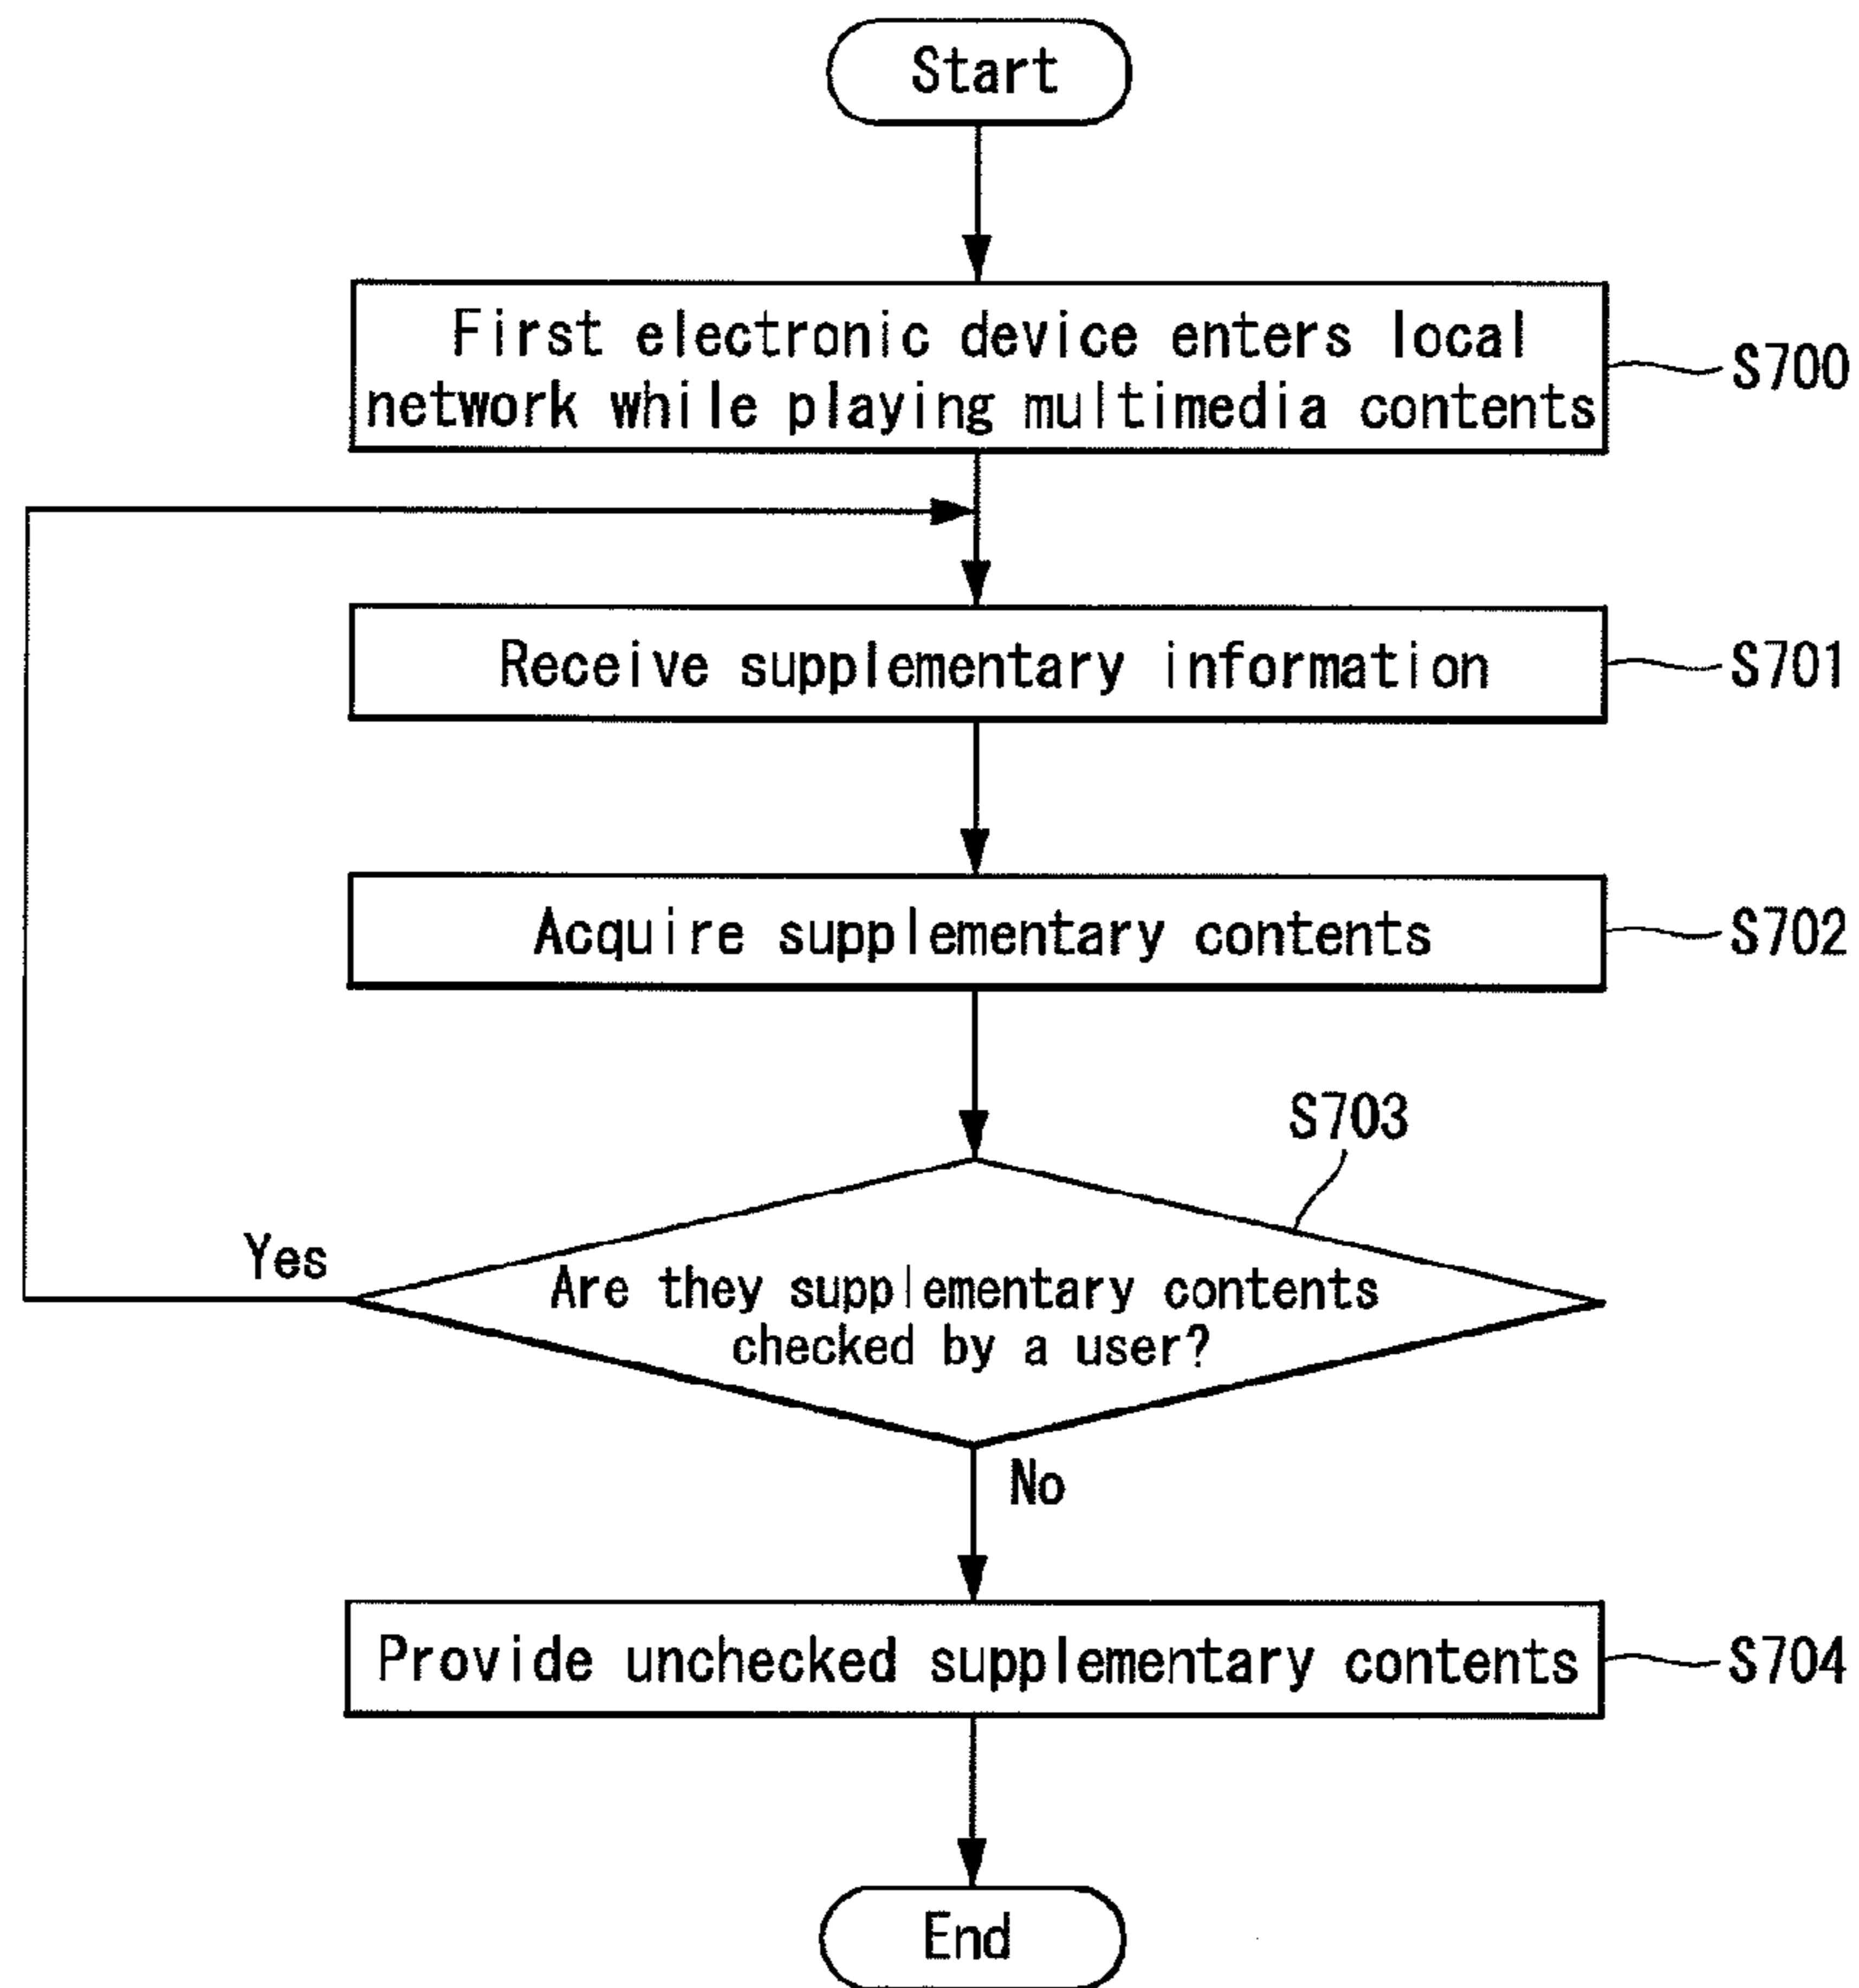 Start
First electronic device enters local
network while playing multimedia contents
S700
Receive supplementary information
S701
Acquire supplementary contents
S702
S703
Yes
Are they supplementary contents
checked by a user?
No
Provide unchecked supplementary contents
S704
End